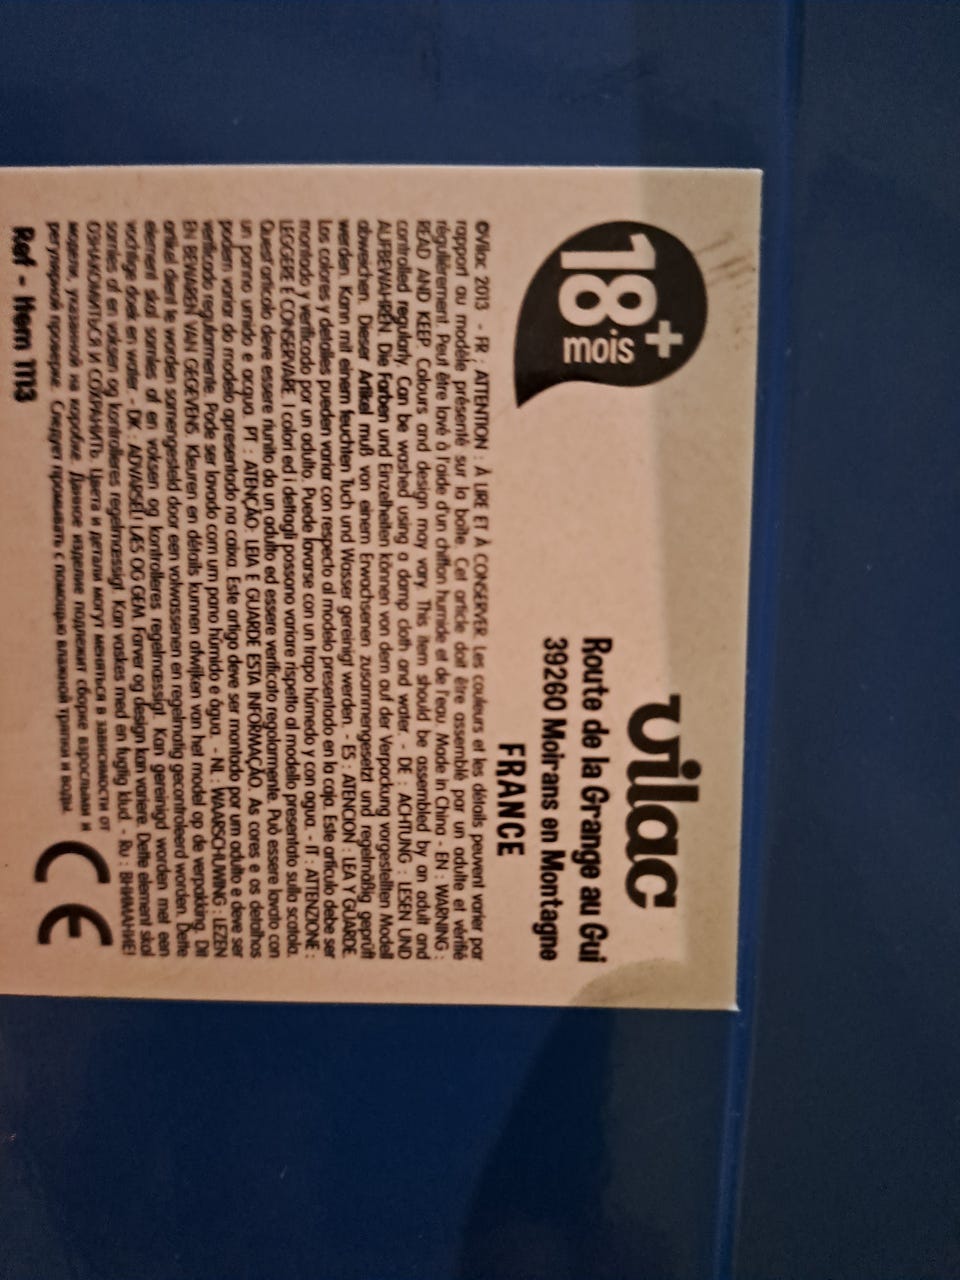 18+
mois
vilac
Route de la Grange au Gui
39260 Moirans en Montagne
FRANCE
©Vilac 2013 - FR : ATTENTION : À LIRE ET À CONSERVER. Les couleurs et les détails peuvent varier par
rapport au modèle présenté sur la boîte. Cet article doit être assemblé par un adulte et vérifié
régulièrement. Peut être lavé à l'aide d'un chiffon humide et de l'eau. Made in China - EN : WARNING :
READ AND KEEP. Colours and design may vary. This item should be assembled by an adult and
controlled regularly. Can be washed using a damp cloth and water. - DE : ACHTUNG : LESEN UND
AUFBEWAHREN. Die Farben und Einzelheiten können von dem auf der Verpackung vorgestellten Modell
abweichen. Dieser Artikel muß von einem Erwachsenen zusammengesetzt und regelmäßig geprüft
werden. Kann mit einem feuchten Tuch und Wasser gereinigt werden. - ES : ATENCION : LEA Y GUARDE.
Los colores y detalles pueden variar con respecto al modelo presentado en la caja. Este artículo debe ser
montado y verificado por un adulto. Puede lavarse con un trapo húmedo y con agua. - IT : ATTENZIONE :
LEGGERE E CONSERVARE. I colori ed i dettagli possono variare rispetto al modello presentato sulla scatola.
Quest'articolo deve essere riunito da un adulto ed essere verificato regolarmente. Può essere lavato con
un panno umido e acqua. PT : ATENÇÃO: LEIA E GUARDE ESTA INFORMAÇÃO. As cores e os detalhos
podem variar do modelo apresentado na caixa. Este artigo deve ser montado por um adulto e deve ser
verificado regularmente. Pode ser lavado com um pano húmido e água. - NL : WAARSCHUWING : LEZEN
EN BEWAREN VAN GEGEVENS. Kleuren en détails kunnen afwijken van het model op de verpakking. Dit
artikel dient te worden samengesteld door een volwassenen en regelmatig gecontroleerd worden. Dette
element skal samles af en voksen og kontrolleres regelmæssigt. Kan gereinigd worden met een
vochtige doek en water. - DK : ADVARSEL! LÆS OG GEM. Farver og design kan variere. Dette element skal
samles af en voksen og kontrolleres regelmæssigt. Kan vaskes med en fugtig klud. - Ru : ВНИМАНИЕ!
ОЗНАКОМИТЬСЯ И СОХРАНИТЬ. Цвета и детали могут меняться в зависимости от
модели, указанной на коробке. Данное изделие подлежит сборке взрослыми и
регулярной проверке. Следует промывать с помощью влажной тряпки и воды.
CE
Ref - Item 1113